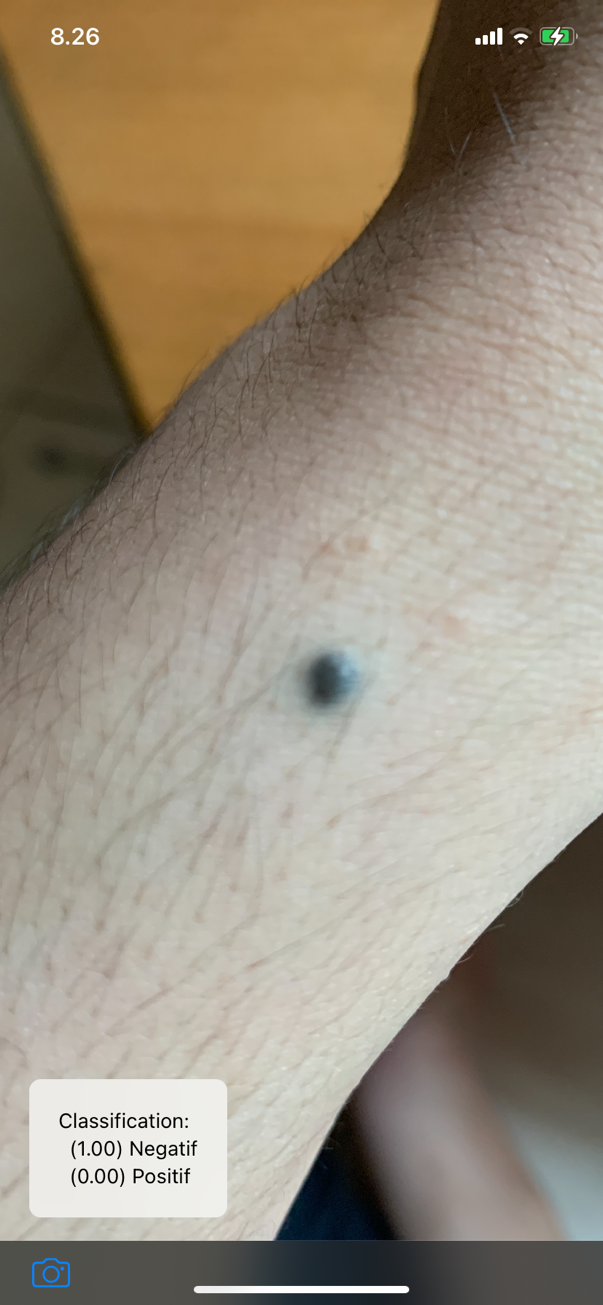 8.26
Classification:
(1.00) Negatif
(0.00) Positif